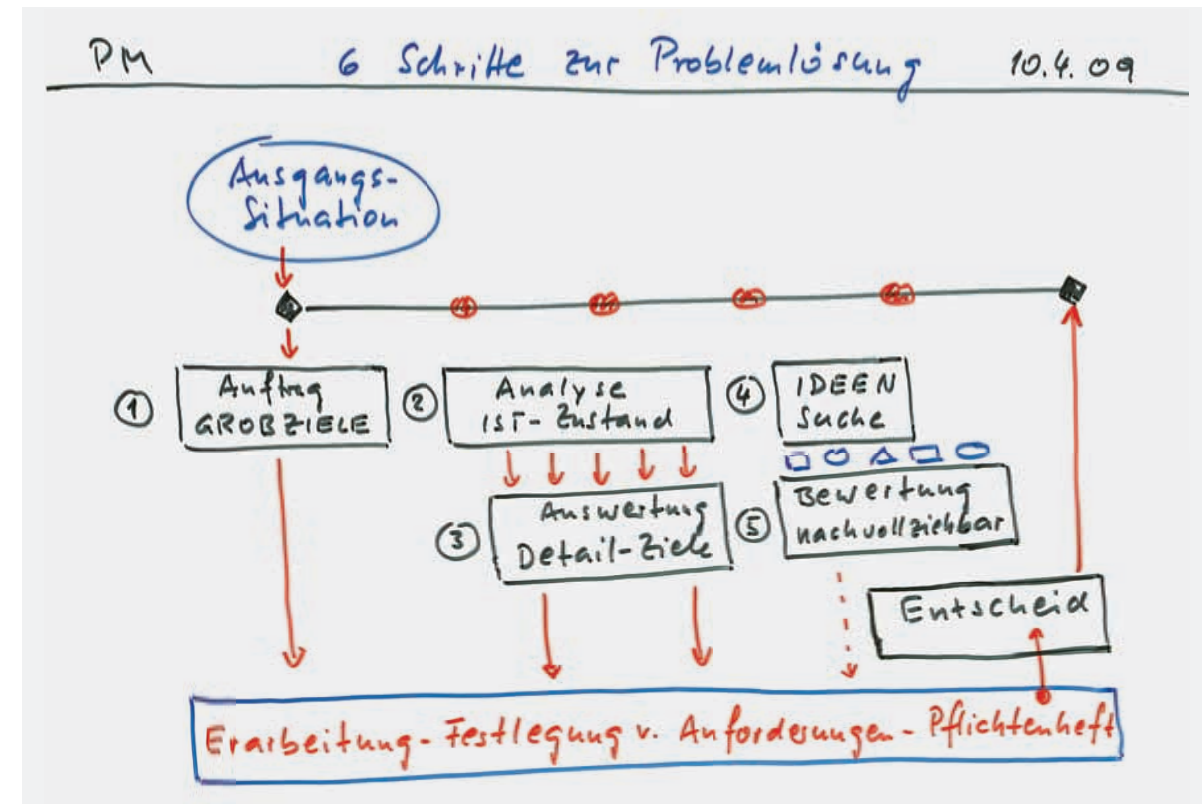 PM 6 Schritte zur Problemlösung 10.4.09
Ausgangs-
Situation
① Auftrag
GROBZIELE
② Analyse
IST-Zustand
③ Auswertung
Detail-Ziele
④ IDEEN
Suche
⑤ Bewertung
nachvollziehbar
Entscheid
Erarbeitung-Festlegung v. Anforderungen-Pflichtenheft